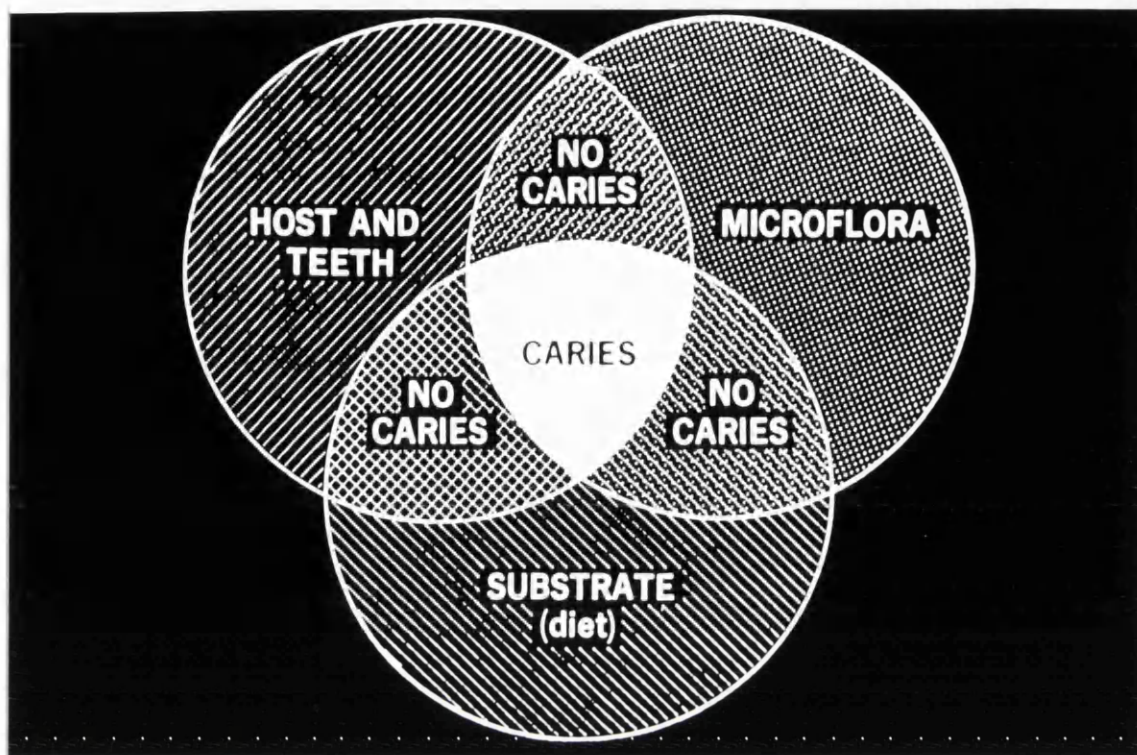 NO
CARIES
HOST AND
TEETH
MICROFLORA
CARIES
NO
CARIES
NO
CARIES
SUBSTRATE
(diet)